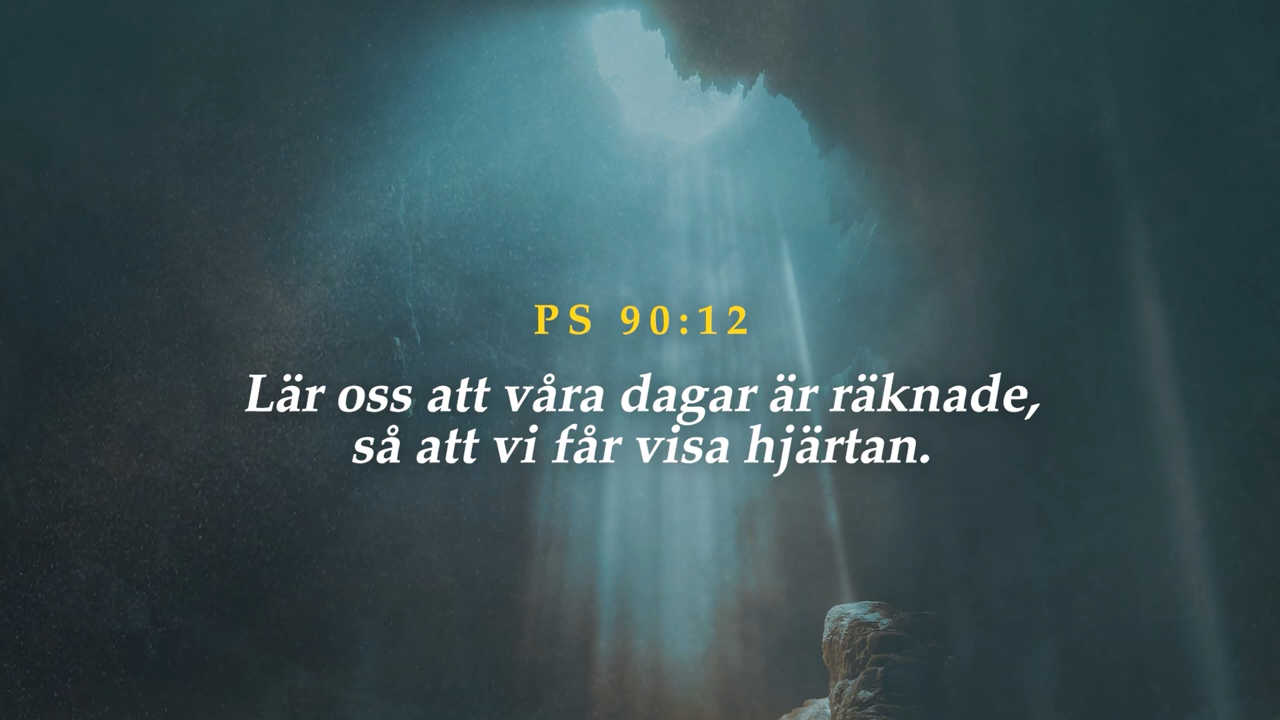 PS 90:12
Lär oss att våra dagar är räknade,
så att vi får visa hjärtan.